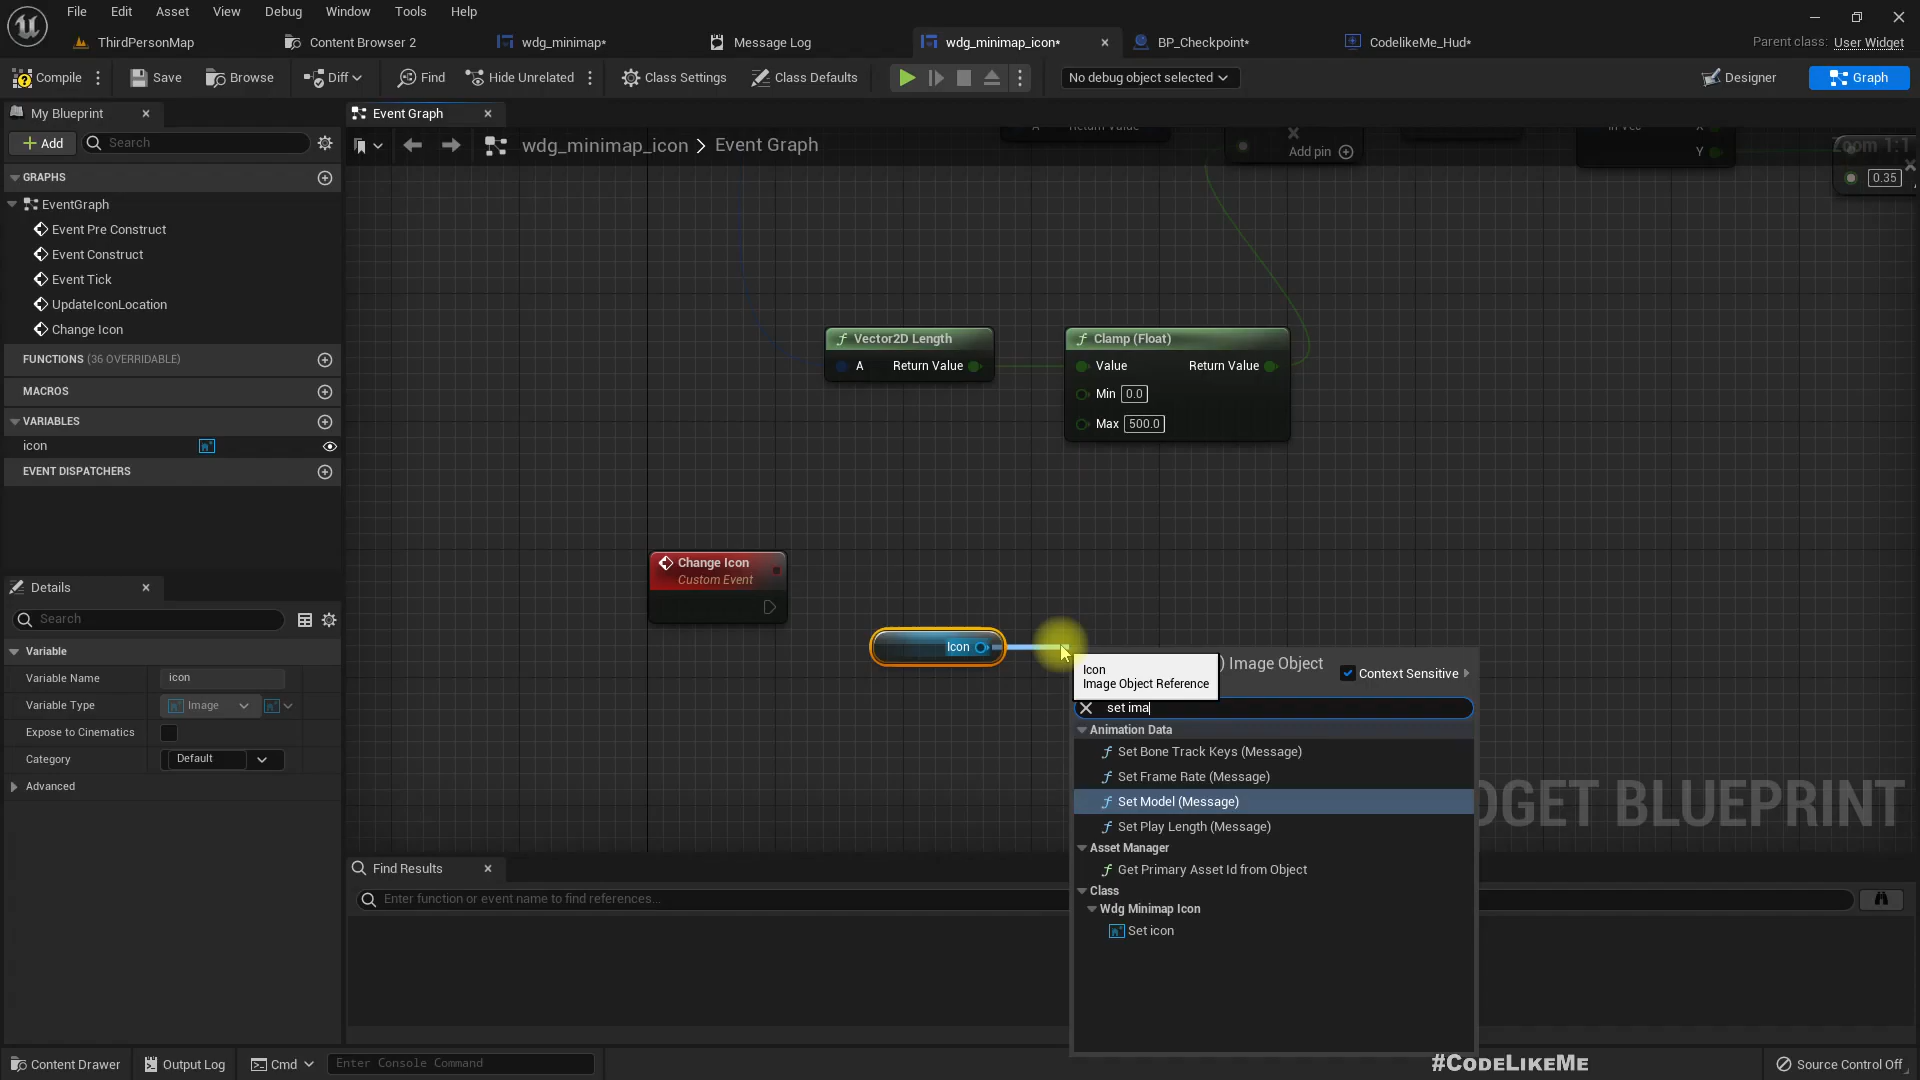 File Edit Asset View Debug Window Tools Help
ThirdPersonMap
Content Browser 2
wdg_minimap*
Message Log
wdg_minimap_icon*
BP_Checkpoint*
CodelikeMe_Hud*
Parent class: User Widget
Compile
Save
Browse
Diff
Find
Hide Unrelated
Class Settings
Class Defaults
No debug object selected
Designer
Graph
My Blueprint
Event Graph
Add
Search
wdg_minimap_icon > Event Graph
Return Value
Add pin
Y
Zoom 1:1
0.35
GRAPHS
EventGraph
Event Pre Construct
Event Construct
Event Tick
UpdateIconLocation
Change Icon
FUNCTIONS (36 OVERRIDABLE)
MACROS
VARIABLES
icon
EVENT DISPATCHERS
Vector2D Length
A Return Value
Clamp (Float)
Value Return Value
Min 0.0
Max 500.0
Change Icon
Custom Event
Icon
Details
Search
Variable
Variable Name icon
Variable Type Image
Expose to Cinematics
Category Default
Advanced
Icon
Image Object Reference
) Image Object
Context Sensitive
set ima
Animation Data
Set Bone Track Keys (Message)
Set Frame Rate (Message)
Set Model (Message)
Set Play Length (Message)
Asset Manager
Get Primary Asset Id from Object
Class
Wdg Minimap Icon
Set icon
DGET BLUEPRINT
Find Results
Enter function or event name to find references...
Content Drawer
Output Log
Cmd
Enter Console Command
#CODELIKEME
Source Control Off